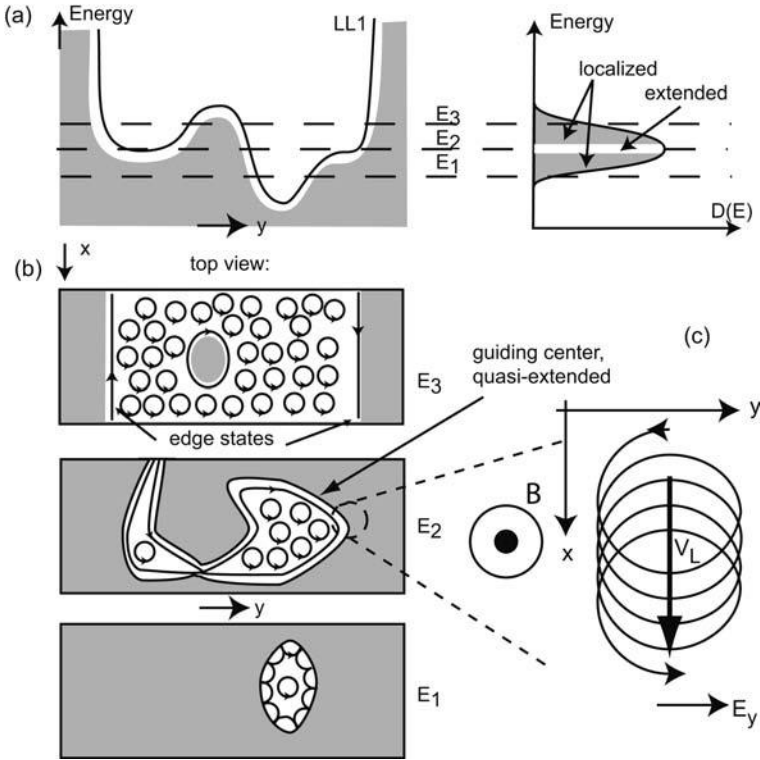 (a)
Energy
LL1
Energy
localized
extended
E3
E2
E1
y
D(E)
x
(b)
top view:
(c)
guiding center,
quasi-extended
E3
edge states
y
B
E2
x
VL
y
E1
Ey